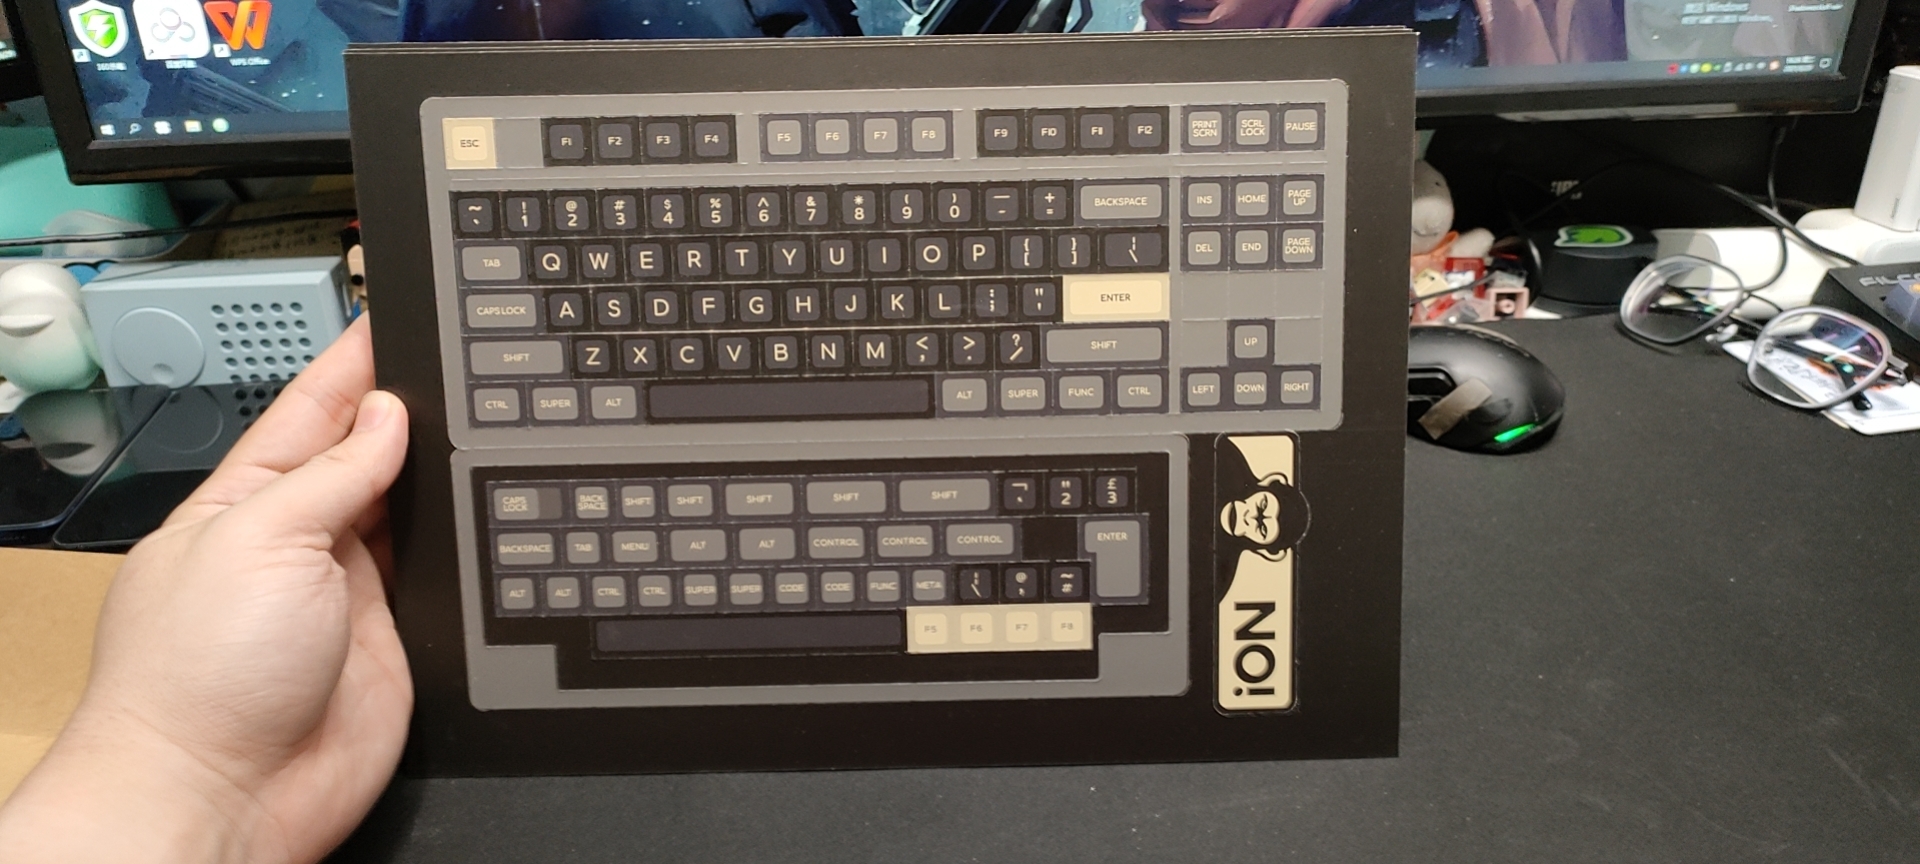 WPS Office
ESC F1 F2 F3 F4 F5 F6 F7 F8 F9 F10 F11 F12 PRINT SCRN SCRL LOCK PAUSE
~ ` ! 1 @ 2 # 3 $ 4 % 5 ^ 6 & 7 * 8 ( 9 ) 0 — - + = BACKSPACE INS HOME PAGE UP
TAB Q W E R T Y U I O P { [ } ] ¦ \ DEL END PAGE DOWN
CAPS LOCK A S D F G H J K L : ; " ' ENTER
SHIFT Z X C V B N M < , > . ? / SHIFT UP
CTRL SUPER ALT ALT SUPER FUNC CTRL LEFT DOWN RIGHT
CAPS LOCK BACK SPACE SHIFT SHIFT SHIFT SHIFT SHIFT ¬ ` " 2 £ 3
BACKSPACE TAB MENU ALT ALT CONTROL CONTROL CONTROL ENTER
ALT ALT CTRL CTRL SUPER SUPER CODE CODE FUNC META ¦ \ @ ' ~ #
F5 F6 F7 F8
iON